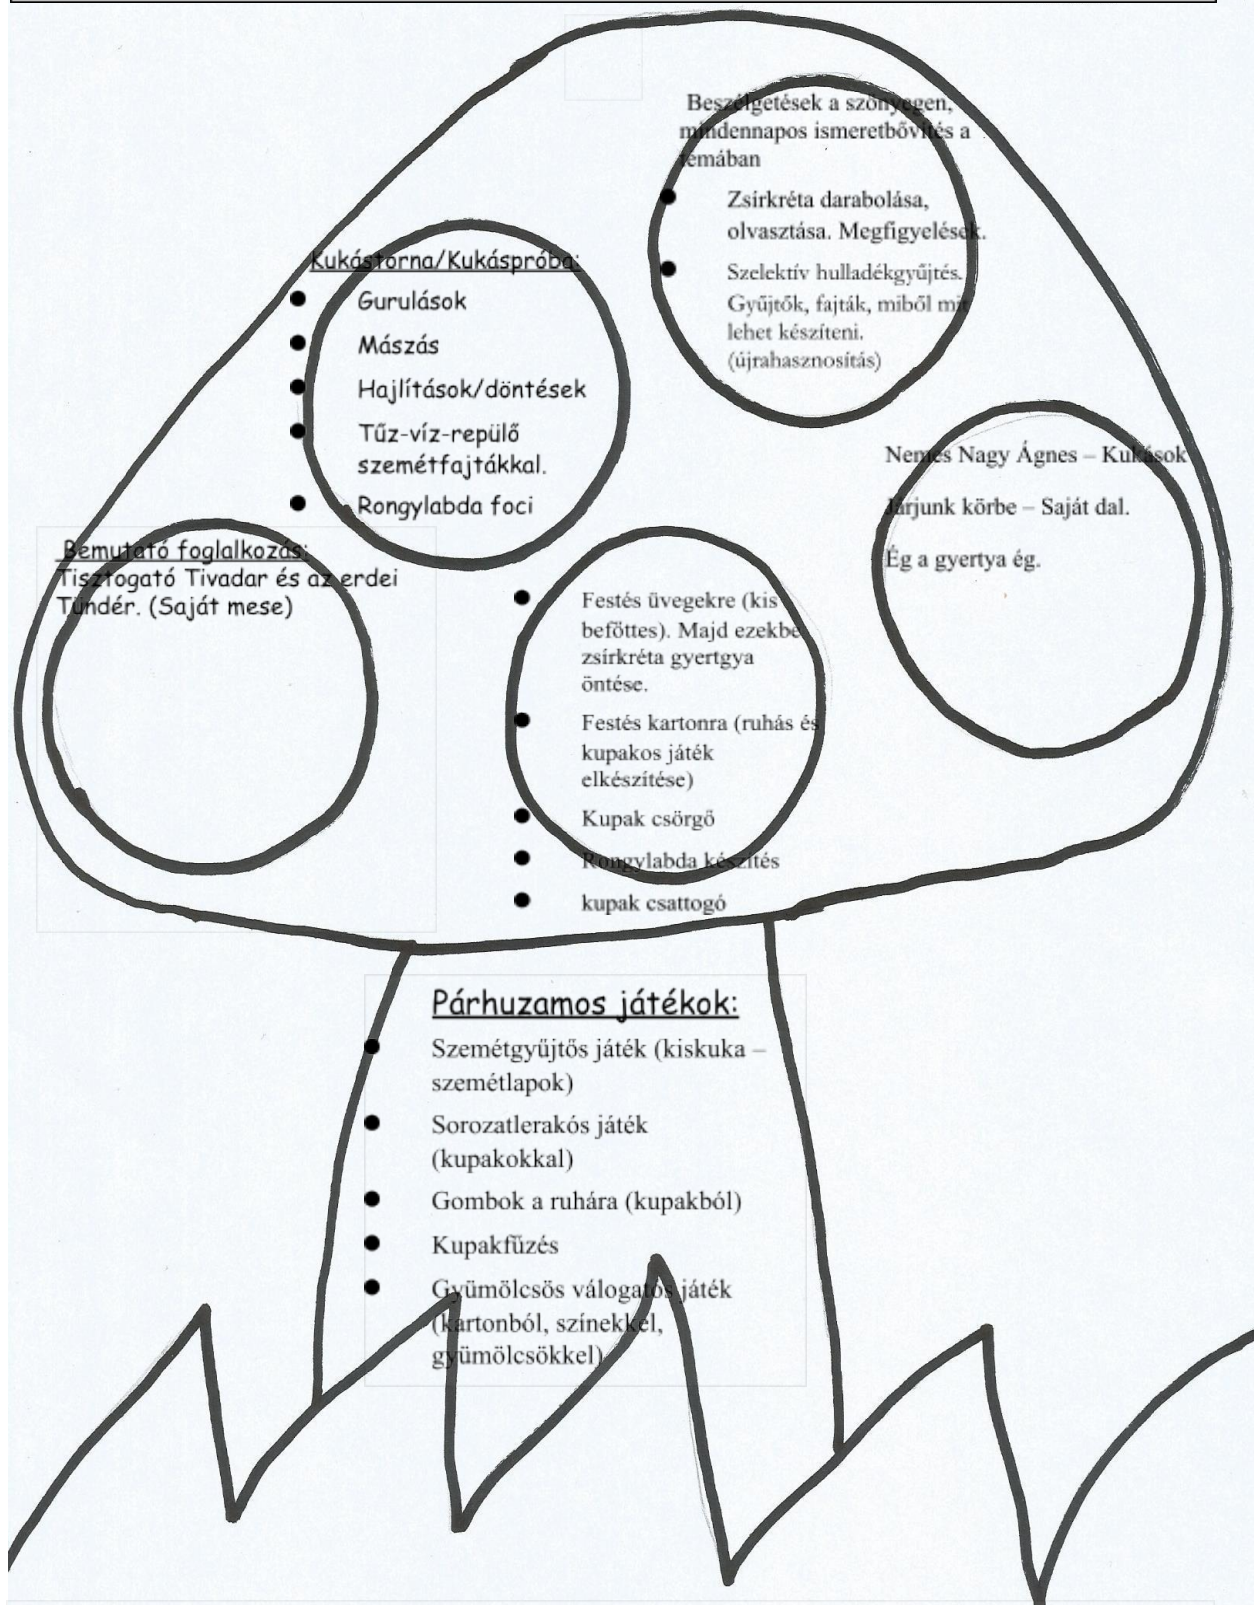 Beszélgetések a szőnyegen,
mindennapos ismeretbővítés a
témában
Zsírkréta darabolása,
olvasztása. Megfigyelések.
Szelektív hulladékgyűjtés.
Gyűjtők, fajták, miből mit
lehet készíteni.
(újrahasznosítás)
Kukástorna/Kukáspróba:
Gurulások
Mászás
Hajlítások/döntések
Tűz-víz-repülő
szemétfajtákkal.
Rongylabda foci
Nemes Nagy Ágnes – Kukások
Járjunk körbe – Saját dal.
Ég a gyertya ég.
Bemutató foglalkozás:
Tisztogató Tivadar és az erdei
Tündér. (Saját mese)
Festés üvegekre (kis
befőttes). Majd ezekbe
zsírkréta gyertgya
öntése.
Festés kartonra (ruhás és
kupakos játék
elkészítése)
Kupak csörgő
Rongylabda készítés
kupak csattogó
Párhuzamos játékok:
Szemétgyűjtős játék (kiskuka –
szemétlapok)
Sorozatlerakós játék
(kupakokkal)
Gombok a ruhára (kupakból)
Kupakfűzés
Gyümölcsös válogatós játék
(kartonból, színekkel,
gyümölcsökkel)